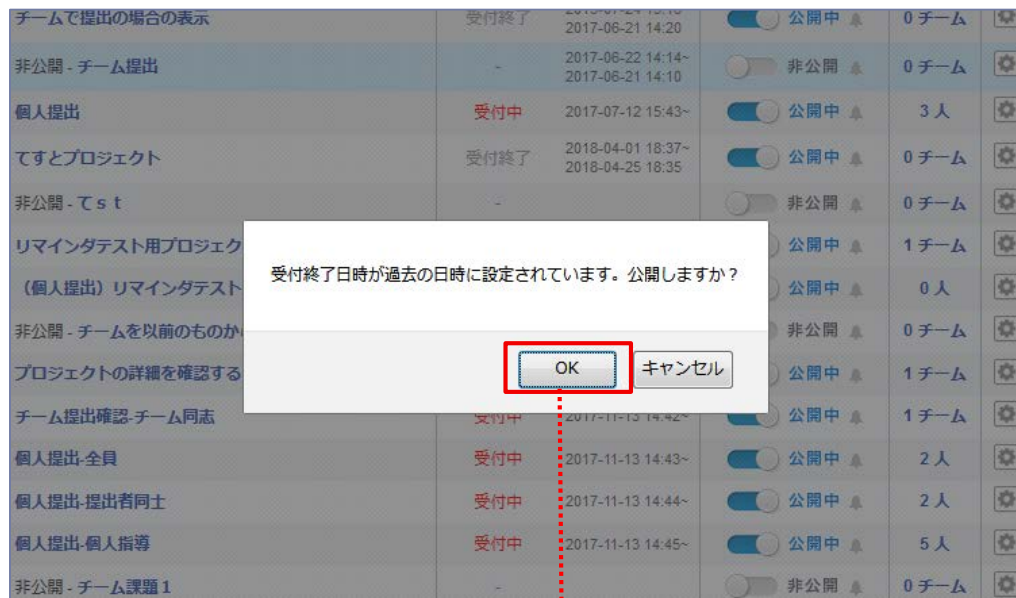 チームで提出の場合の表示 受付終了 公開中 0 チーム
2017-06-21 14:20
非公開 - チーム提出 - 2017-06-22 14:14~ 非公開 0 チーム
2017-06-21 14:10
個人提出 受付中 2017-07-12 15:43~ 公開中 3 人
てすとプロジェクト 受付終了 2018-04-01 18:37~ 公開中 0 チーム
2018-04-25 18:35
非公開 - てｓｔ - 非公開 0 チーム
リマインダテスト用プロジェク 公開中 1 チーム
（個人提出）リマインダテスト 公開中 0 人
受付終了日時が過去の日時に設定されています。公開しますか？
非公開 - チームを以前のものか 非公開 0 チーム
プロジェクトの詳細を確認する 公開中 1 チーム
OK キャンセル
チーム提出確認-チーム同志 受付中 2017-11-13 14:42~ 公開中 1 チーム
個人提出-全員 受付中 2017-11-13 14:43~ 公開中 2 人
個人提出-提出者同士 受付中 2017-11-13 14:44~ 公開中 2 人
個人提出-個人指導 受付中 2017-11-13 14:45~ 公開中 5 人
非公開 - チーム課題１ - 非公開 0 チーム